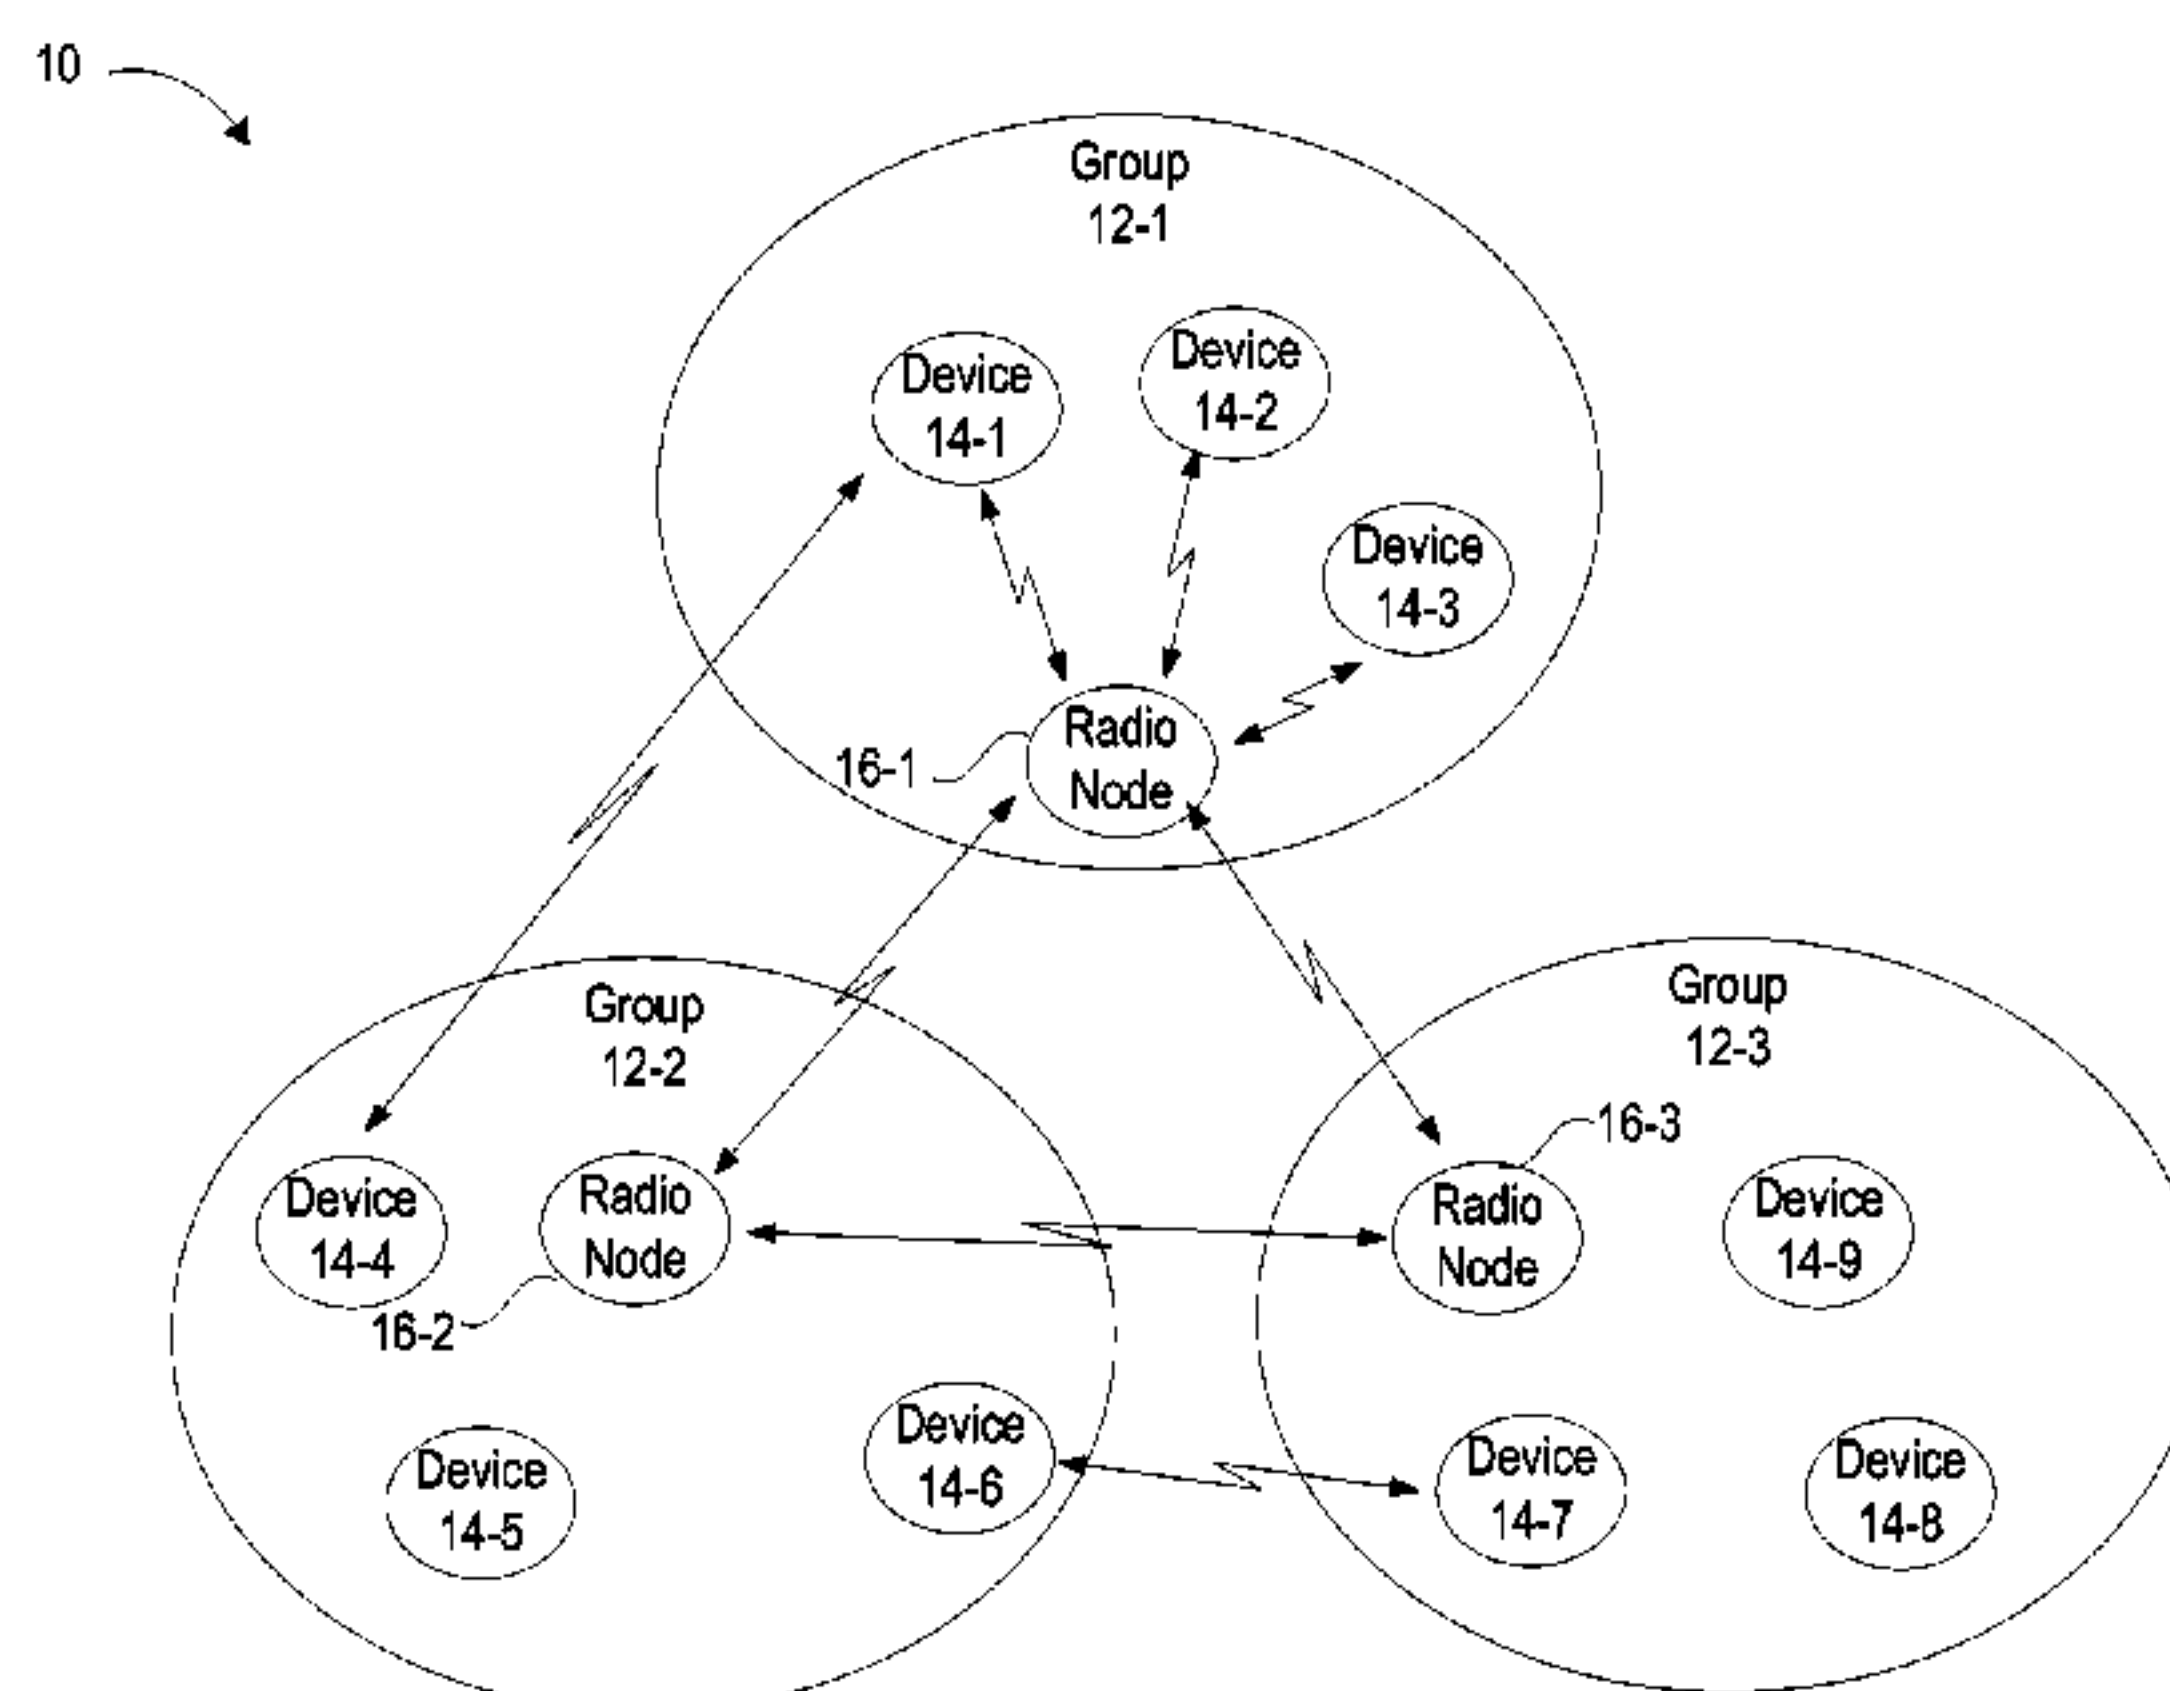 10
Group
12-1
Device
14-1
Device
14-2
Device
14-3
Radio
Node
16-1
Group
12-2
Device
14-4
Radio
Node
16-2
Device
14-5
Device
14-6
Group
12-3
16-3
Radio
Node
Device
14-9
Device
14-7
Device
14-8